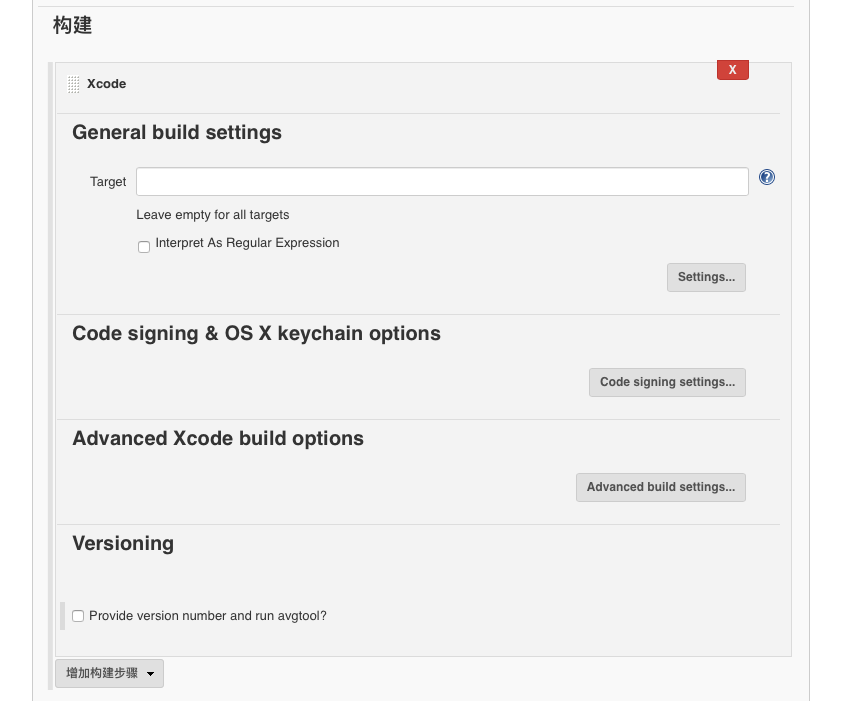 构建
X
Xcode
General build settings
Target
Leave empty for all targets
Interpret As Regular Expression
Settings...
Code signing & OS X keychain options
Code signing settings...
Advanced Xcode build options
Advanced build settings...
Versioning
Provide version number and run avgtool?
增加构建步骤